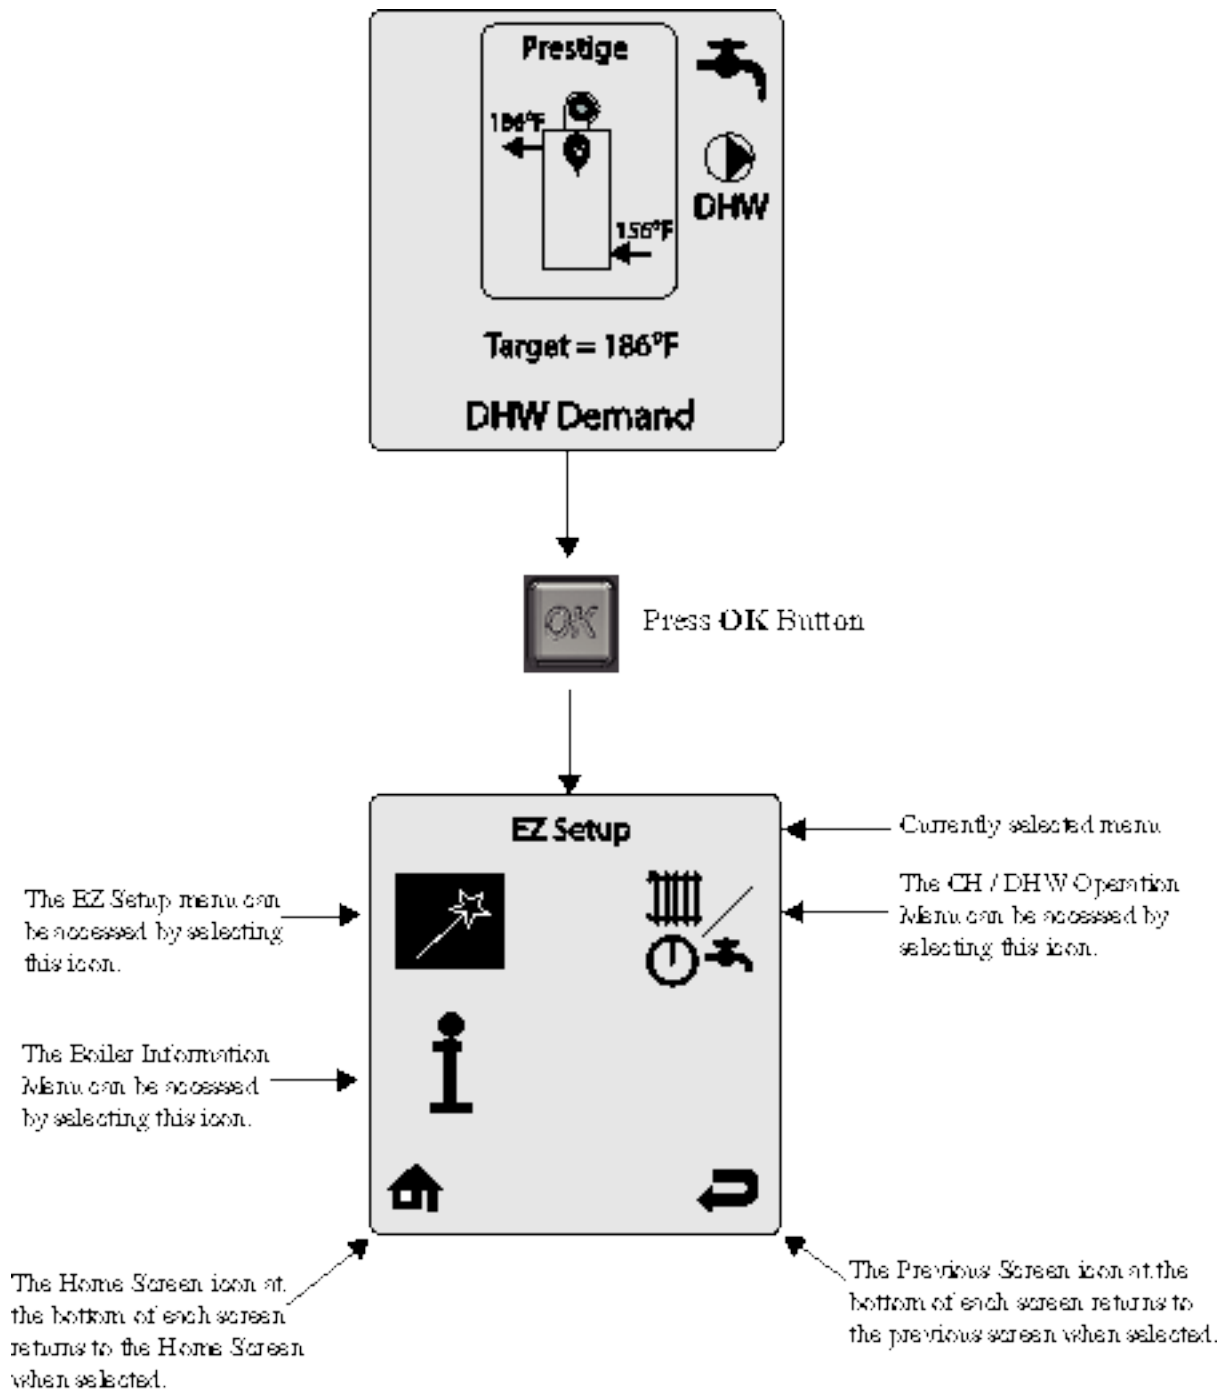 Prestige
186°F
156°F
DHW
Target = 186°F
DHW Demand
OK
Press OK Button
EZ Setup
Currently selected menu
The EZ Setup menu can
be accessed by selecting
this icon.
The CH / DHW Operation
Menu can be accessed by
selecting this icon.
The Boiler Information
Menu can be accessed
by selecting this icon.
The Home Screen icon at
the bottom of each screen
returns to the Home Screen
when selected.
The Previous Screen icon at the
bottom of each screen returns to
the previous screen when selected.